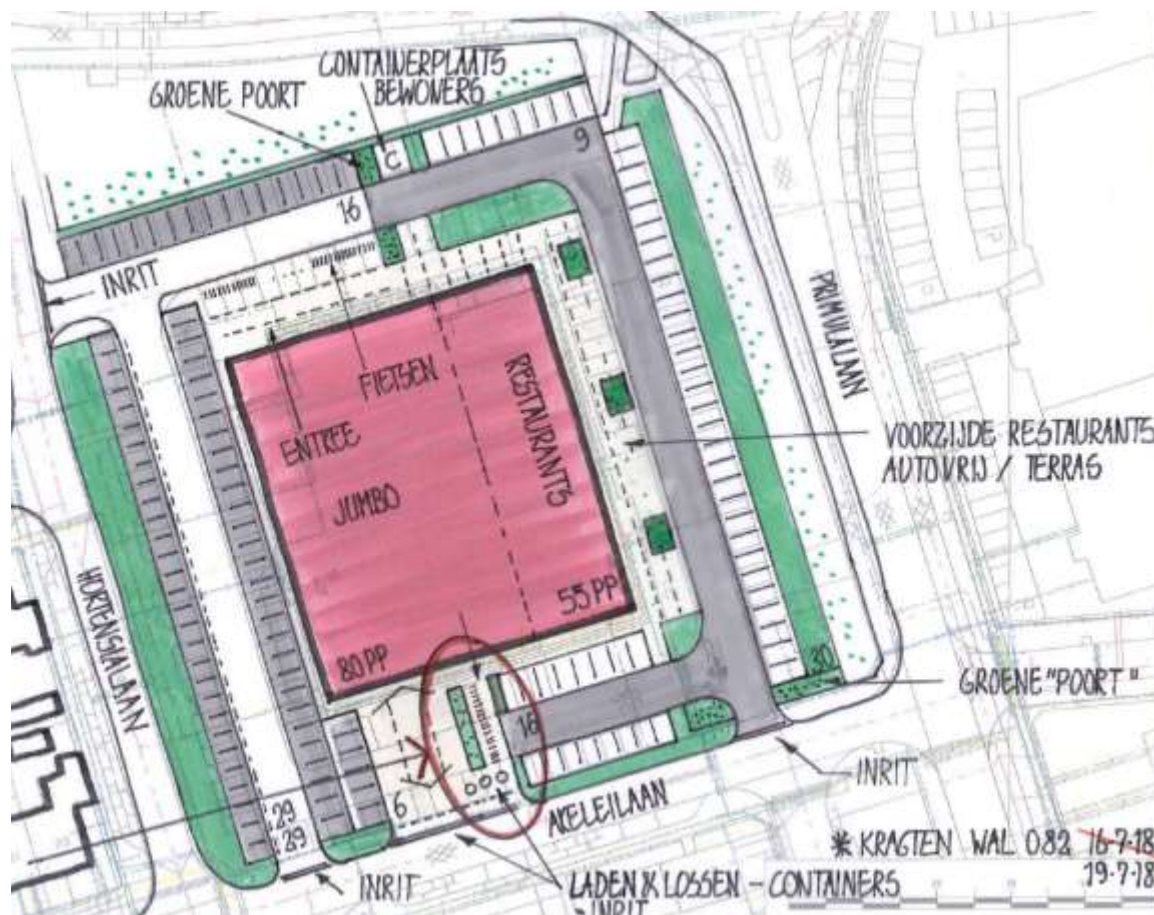 CONTAINERPLAATS
BEWONERS
GROENE POORT
C
9
16
INRIT
PRIMULALAAN
FIETSEN
RESTAURANTS
ENTREE
JUMBO
VOORZIJDE RESTAURANTS
AUTOVRIJ / TERRAS
HORTENSIALAAN
55 PP
80 PP
30
GROENE "POORT"
18
X
6
29
29
INRIT
AKELEILAAN
INRIT
LADEN & LOSSEN - CONTAINERS
INRIT
* KRAGTEN WAL 082 16-7-18
19-7-18